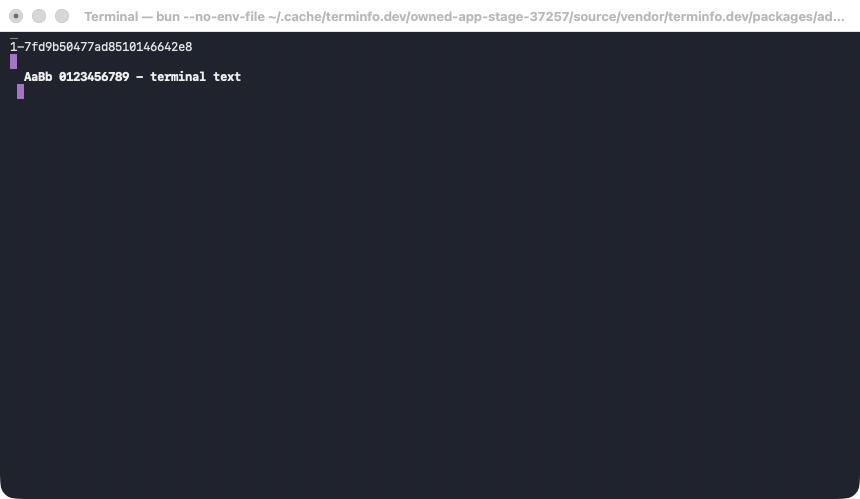 Terminal — bun --no-env-file ~/.cache/terminfo.dev/owned-app-stage-37257/source/vendor/terminfo.dev/packages/ad...
1-7fd9b50477ad8510146642e8
AaBb 0123456789 — terminal text